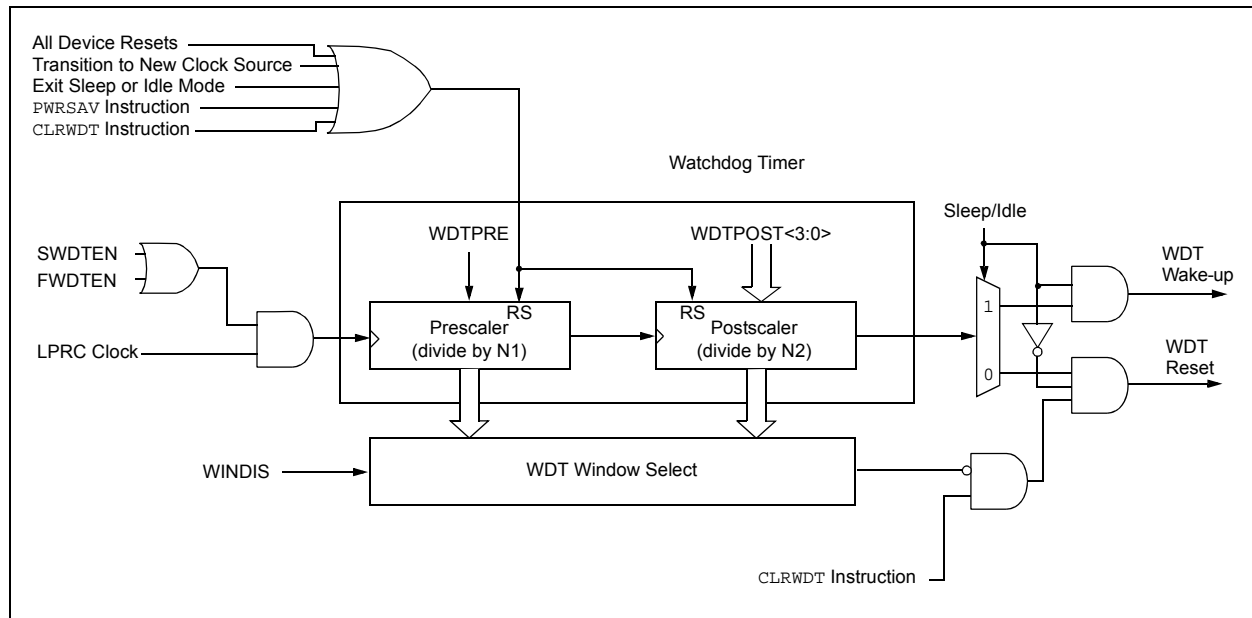 All Device Resets
Transition to New Clock Source
Exit Sleep or Idle Mode
PWRSAV Instruction
CLRWDT Instruction
Watchdog Timer
Sleep/Idle
WDTPRE
WDTPOST<3:0>
SWDTEN
FWDTEN
WDT
Wake-up
RS
RS
1
Prescaler
(divide by N1)
Postscaler
(divide by N2)
LPRC Clock
0
WDT
Reset
WINDIS
WDT Window Select
CLRWDT Instruction